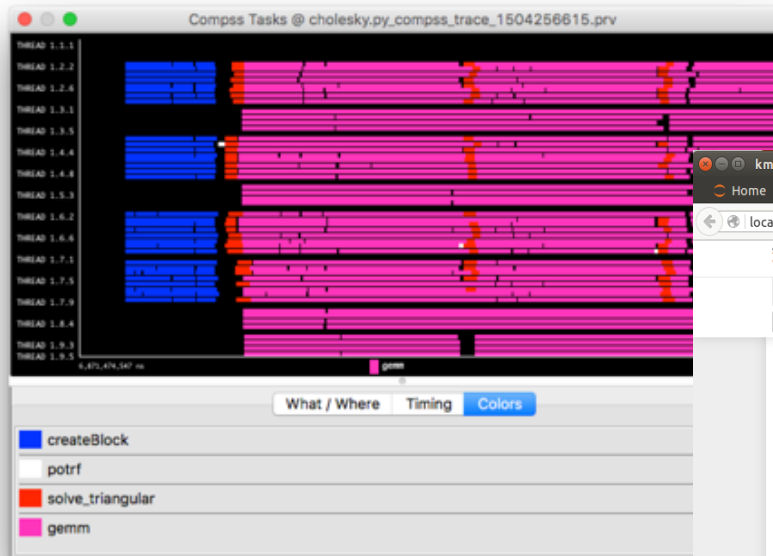 Compss Tasks @ cholesky.py_compss_trace_1504256615.prv
THREAD 1.1.1
THREAD 1.2.2
THREAD 1.2.6
THREAD 1.3.1
THREAD 1.3.5
THREAD 1.4.4
THREAD 1.4.8
THREAD 1.5.3
THREAD 1.6.2
THREAD 1.6.6
THREAD 1.7.1
THREAD 1.7.5
THREAD 1.7.9
THREAD 1.8.4
THREAD 1.9.3
THREAD 1.9.5
6,871,474,547 ns
gemm
km
Home
loca
What / Where Timing Colors
createBlock
potrf
solve_triangular
gemm